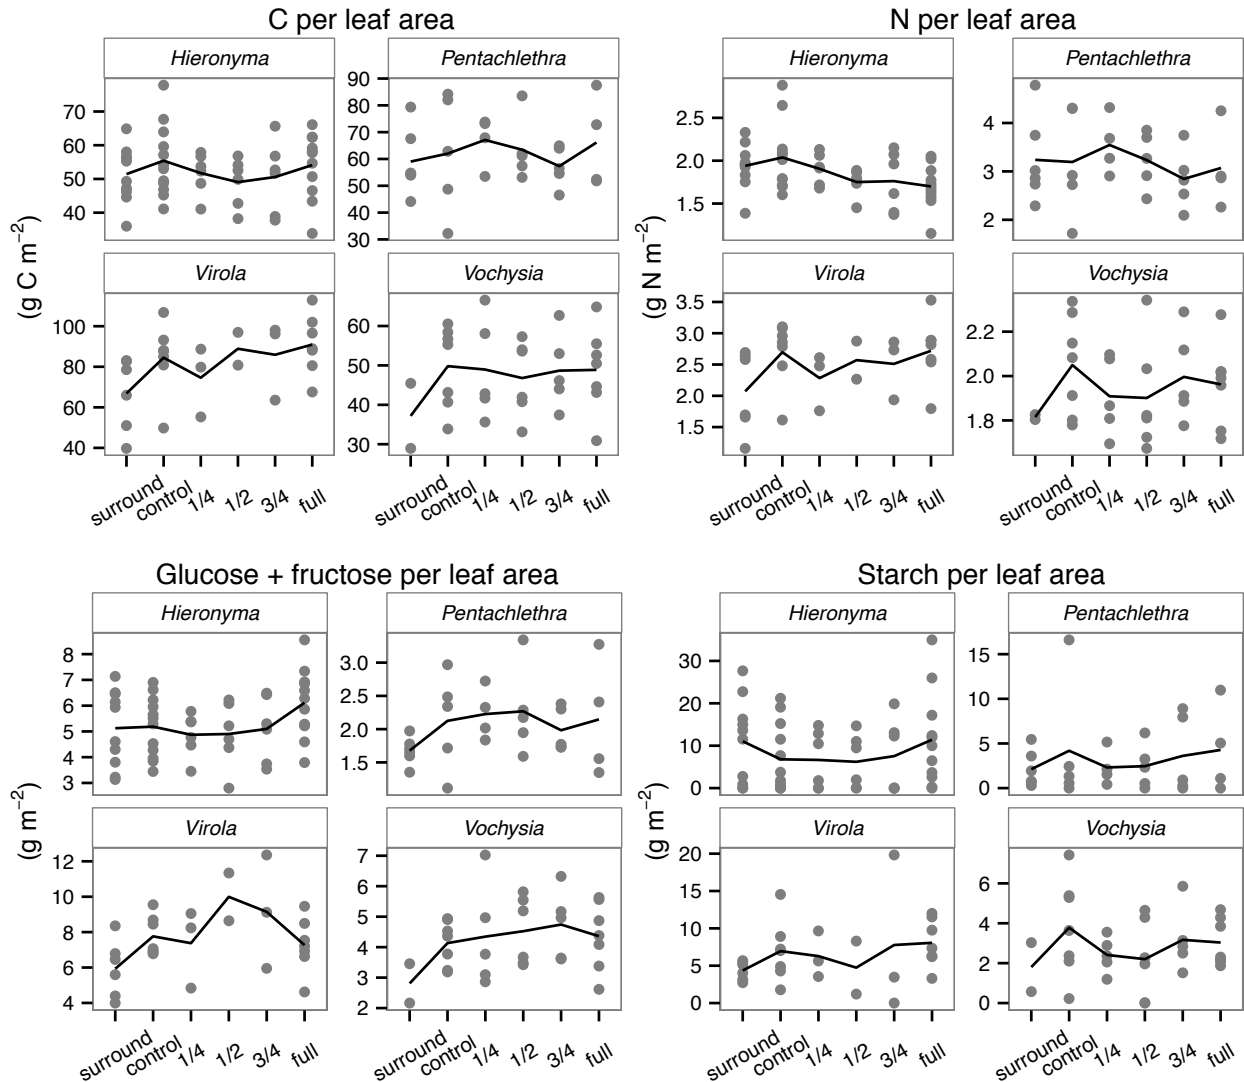 C per leaf area
N per leaf area
Hieronyma
Pentachlethra
Hieronyma
Pentachlethra
70
60
50
40
90
80
70
60
50
40
30
2.5
2.0
1.5
4
3
2
(g C m−2)
(g N m−2)
Virola
Vochysia
Virola
Vochysia
100
80
60
40
60
50
40
30
3.5
3.0
2.5
2.0
1.5
2.2
2.0
1.8
surround control 1/4 1/2 3/4 full
surround control 1/4 1/2 3/4 full
surround control 1/4 1/2 3/4 full
surround control 1/4 1/2 3/4 full
Glucose + fructose per leaf area
Starch per leaf area
Hieronyma
Pentachlethra
Hieronyma
Pentachlethra
8
7
6
5
4
3
3.0
2.5
2.0
1.5
30
20
10
0
15
10
5
0
(g m−2)
(g m−2)
Virola
Vochysia
Virola
Vochysia
12
10
8
6
4
7
6
5
4
3
2
20
15
10
5
0
6
4
2
0
surround control 1/4 1/2 3/4 full
surround control 1/4 1/2 3/4 full
surround control 1/4 1/2 3/4 full
surround control 1/4 1/2 3/4 full